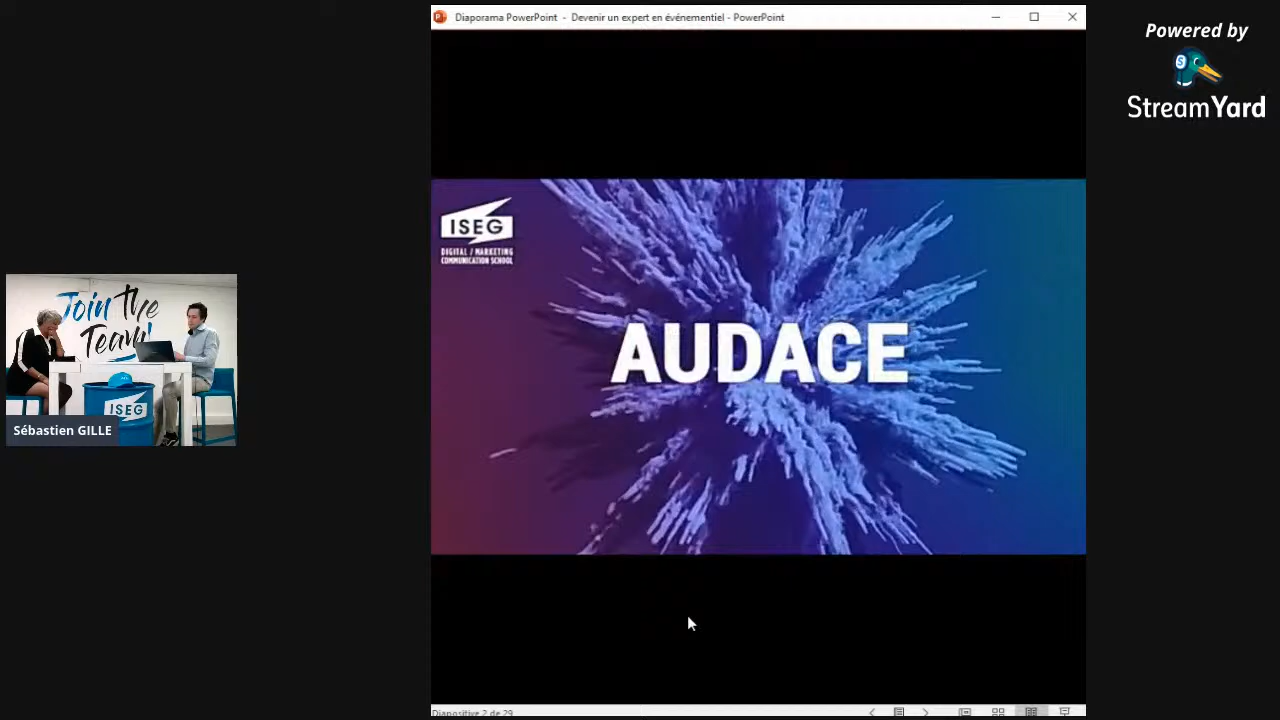 Diaporama PowerPoint - Devenir un expert en événementiel - PowerPoint
Powered by
StreamYard
ISEG
DIGITAL / MARKETING
COMMUNICATION SCHOOL
AUDACE
Join the
Team!
ISEG
Sébastien GILLE
Diapositive 2 de 29